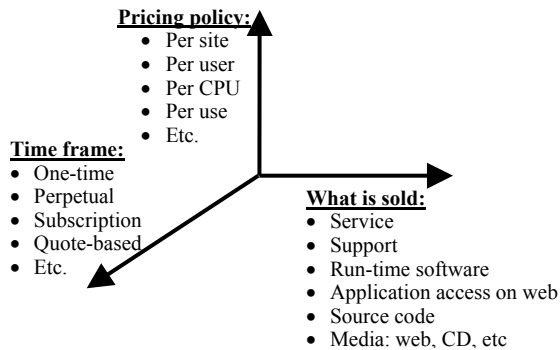 Pricing policy:
• Per site
• Per user
• Per CPU
• Per use
• Etc.
Time frame:
• One-time
• Perpetual
• Subscription
• Quote-based
• Etc.
What is sold:
• Service
• Support
• Run-time software
• Application access on web
• Source code
• Media: web, CD, etc